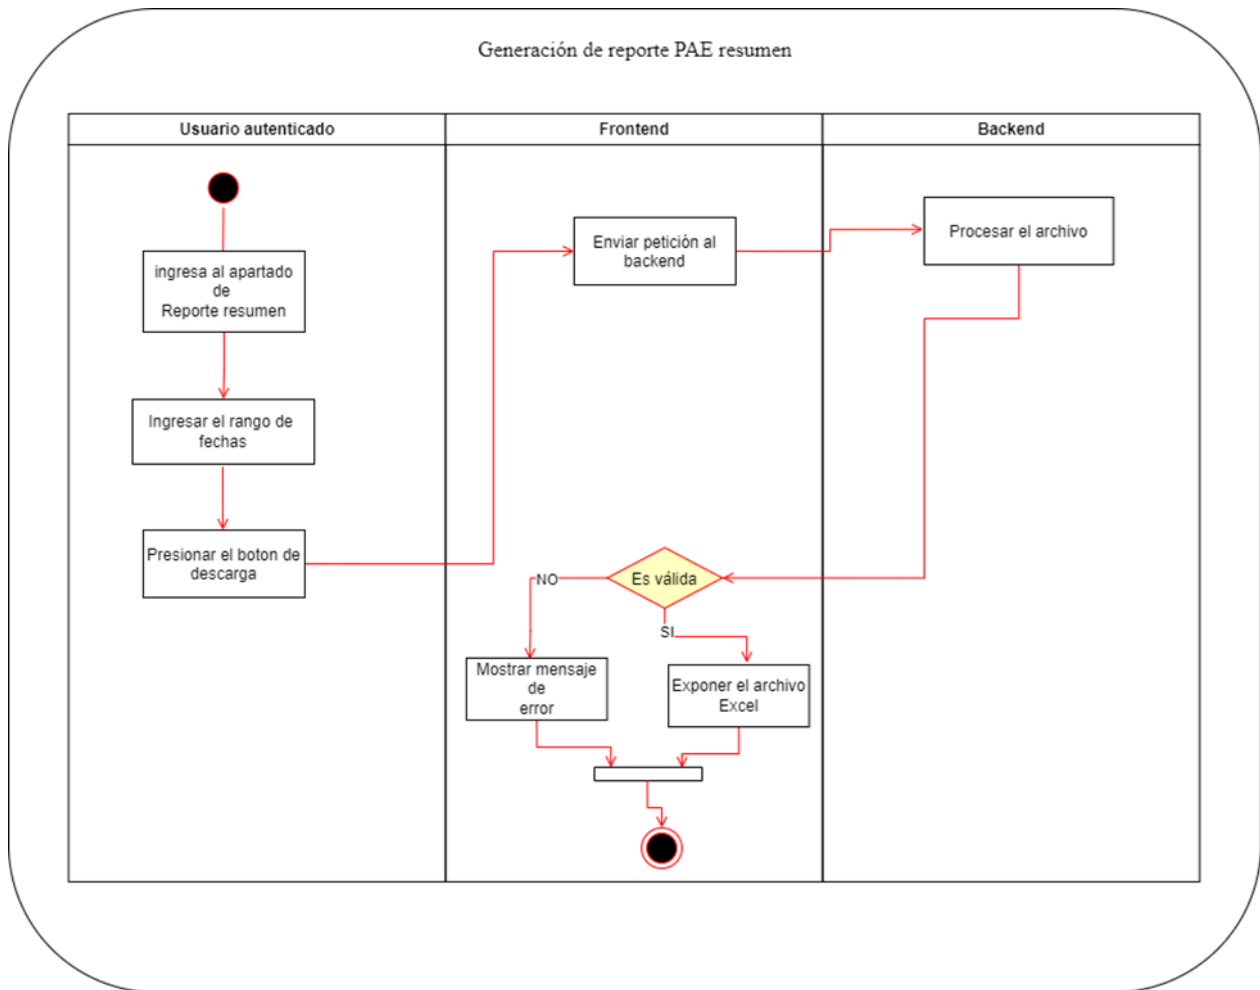 Generación de reporte PAE resumen
Usuario autenticado
Frontend
Backend
ingresa al apartado
de
Reporte resumen
Ingresar el rango de
fechas
Presionar el boton de
descarga
Enviar petición al
backend
Procesar el archivo
Es válida
NO
SI
Mostrar mensaje
de
error
Exponer el archivo
Excel